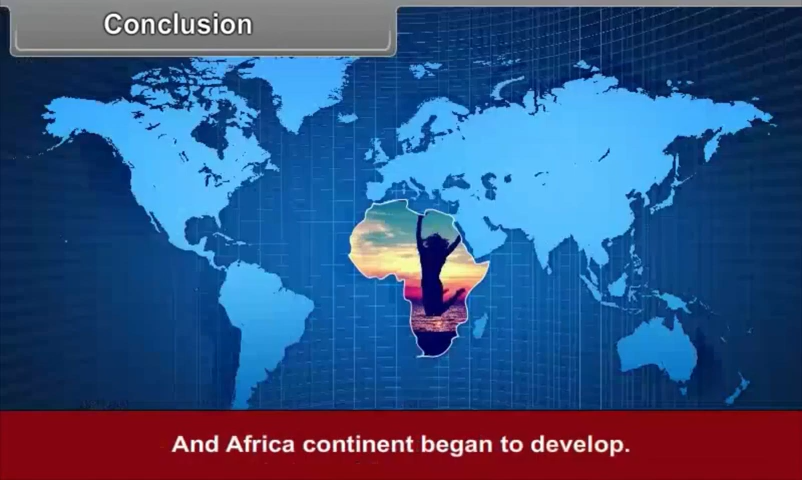 Conclusion
And Africa continent began to develop.